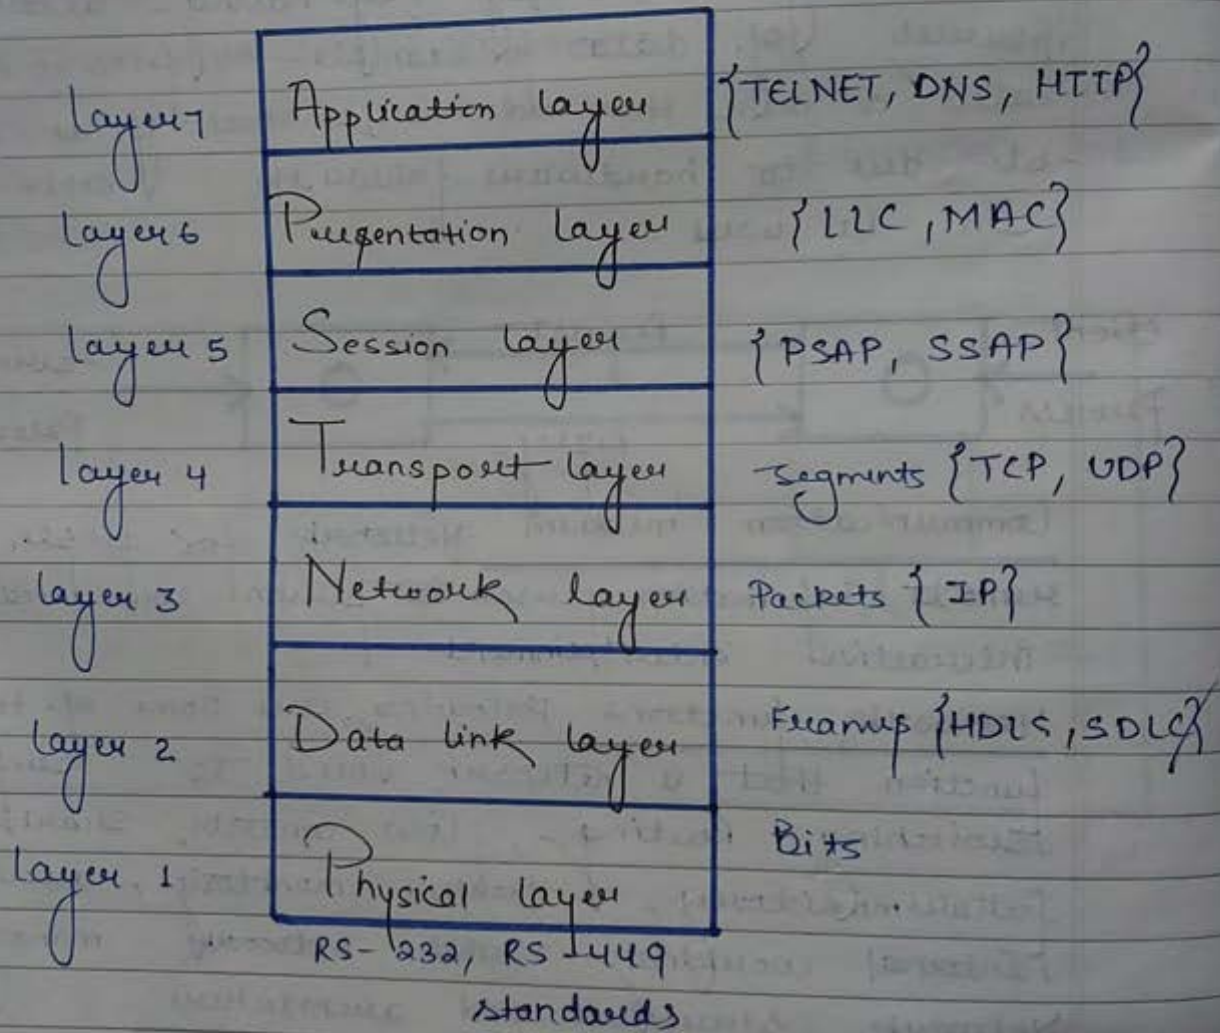 Layer 7 Application layer {TELNET, DNS, HTTP}
Layer 6 Presentation layer {LLC, MAC}
Layer 5 Session layer {PSAP, SSAP}
Layer 4 Transport layer Segments {TCP, UDP}
Layer 3 Network layer Packets {IP}
Layer 2 Data link layer {HDLS, SDLC}
Layer 1 Physical layer Bits
RS-232, RS-449
standards